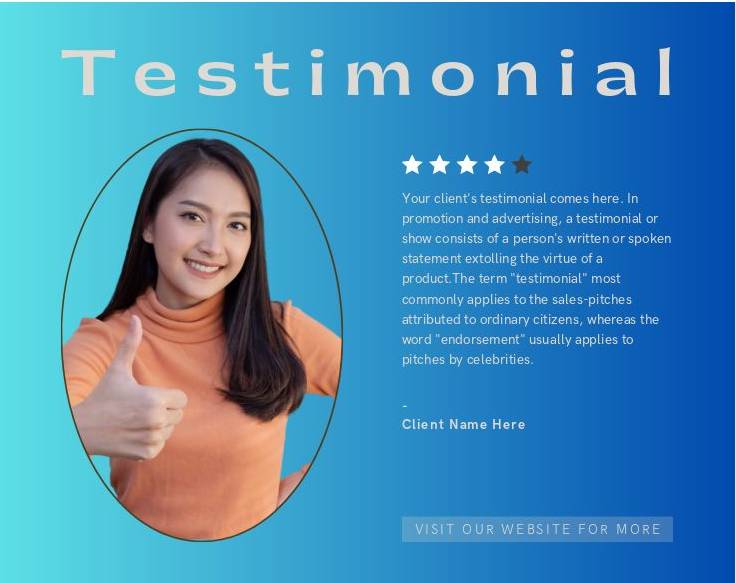 Testimonial
Your client's testimonial comes here. In
promotion and advertising, a testimonial or
show consists of a person's written or spoken
statement extolling the virtue of a
product.The term "testimonial" most
commonly applies to the sales-pitches
attributed to ordinary citizens, whereas the
word "endorsement" usually applies to
pitches by celebrities.
-
Client Name Here
VISIT OUR WEBSITE FOR MORE